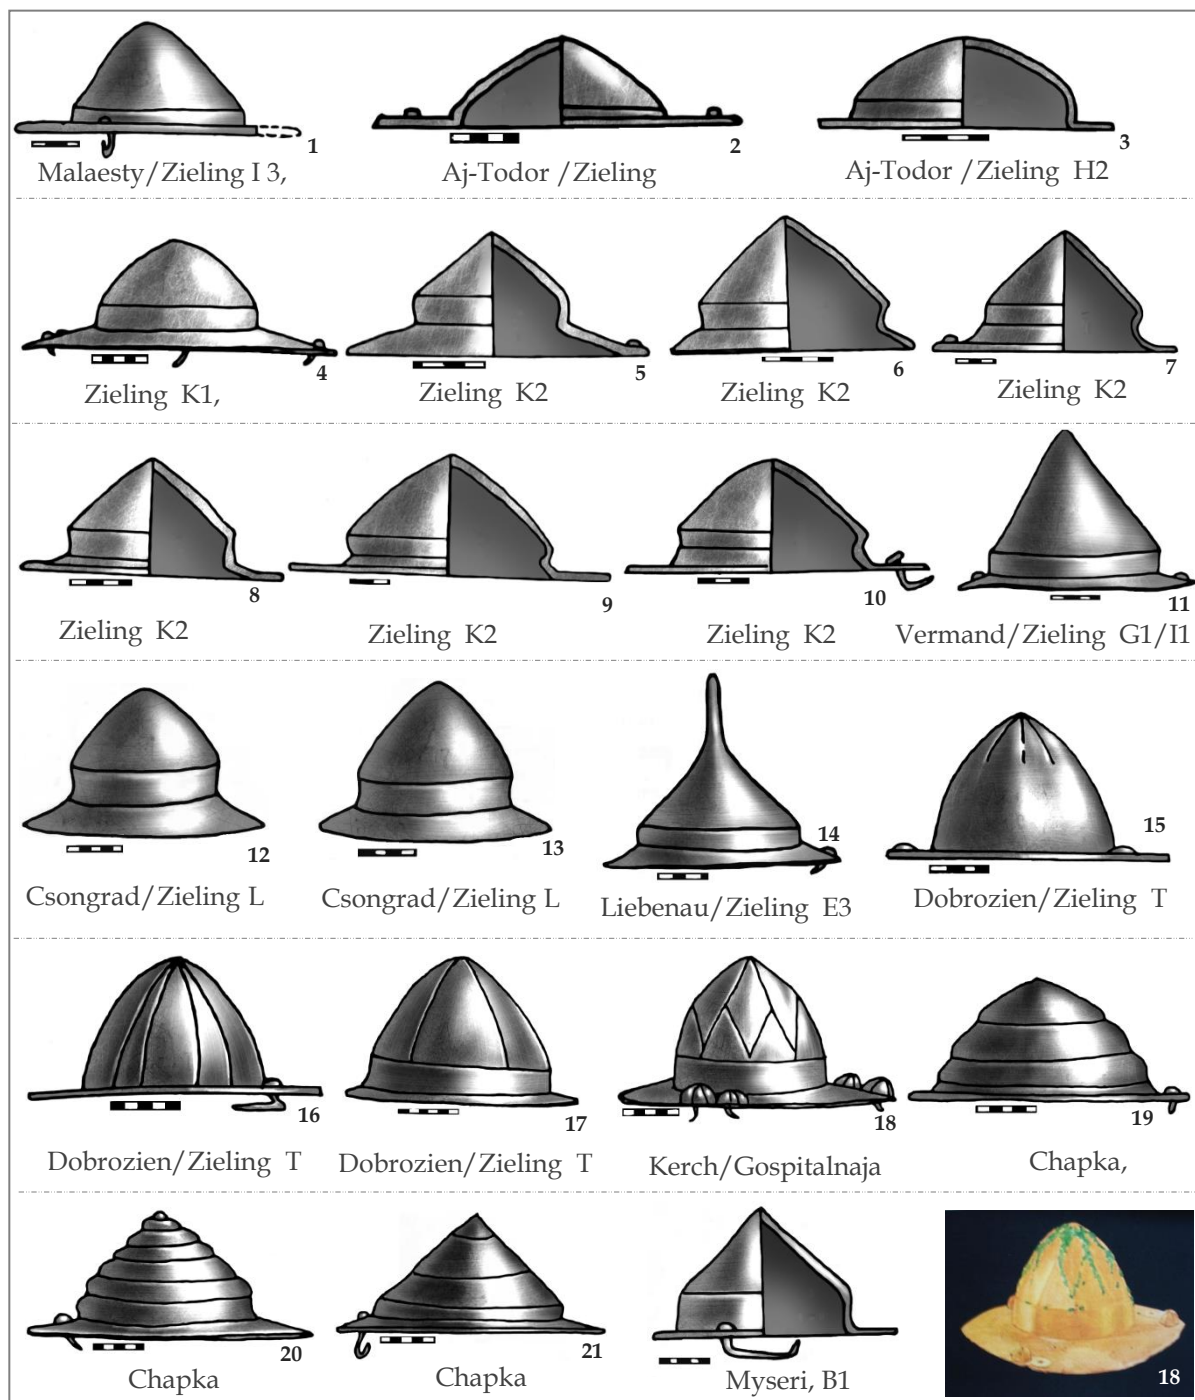 1 2 3
Malaesty/Zieling I 3, Aj-Todor /Zieling Aj-Todor /Zieling H2
4 5 6 7
Zieling K1, Zieling K2 Zieling K2 Zieling K2
8 9 10 11
Zieling K2 Zieling K2 Zieling K2 Vermand/Zieling G1/I1
12 13 14 15
Csongrad/Zieling L Csongrad/Zieling L Liebenau/Zieling E3 Dobrozien/Zieling T
16 17 18 19
Dobrozien/Zieling T Dobrozien/Zieling T Kerch/Gospitalnaja Chapka,
20 21 18
Chapka Chapka Myseri, B1